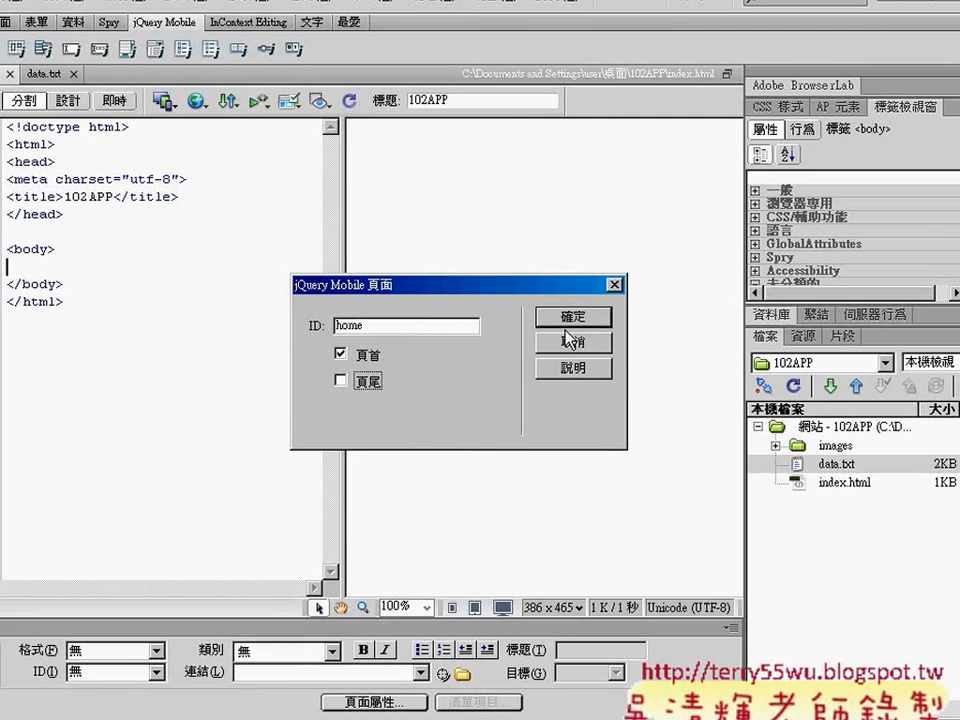 面 表單 資料 Spry jQuery Mobile InContext Editing 文字 最愛
data.txt
C:\Documents and Settings\user\桌面\102APP\index.html
分割 設計 即時 標題: 102APP
<!doctype html>
<html>
<head>
<meta charset="utf-8">
<title>102APP</title>
</head>
<body>
</body>
</html>
jQuery Mobile 頁面
ID: home
頁首
頁尾
確定
取消
說明
Adobe BrowserLab
CSS 樣式 AP 元素 標籤檢視窗
屬性 行為 標籤 <body>
一般
瀏覽器專用
CSS/輔助功能
語言
GlobalAttributes
Spry
Accessibility
未分類的
資料庫 繫結 伺服器行為
檔案 資源 片段
102APP 本機檢視
本機檔案 大小
網站 - 102APP (C:\D...
images
data.txt 2KB
index.html 1KB
100% 386 x 465 1 K / 1 秒 Unicode (UTF-8)
格式(F) 無 類別 無 B I 標題(T)
ID(I) 無 連結(L) 目標(G)
頁面屬性... 清單項目...
http://terry55wu.blogspot.tw
吳清輝老師錄製